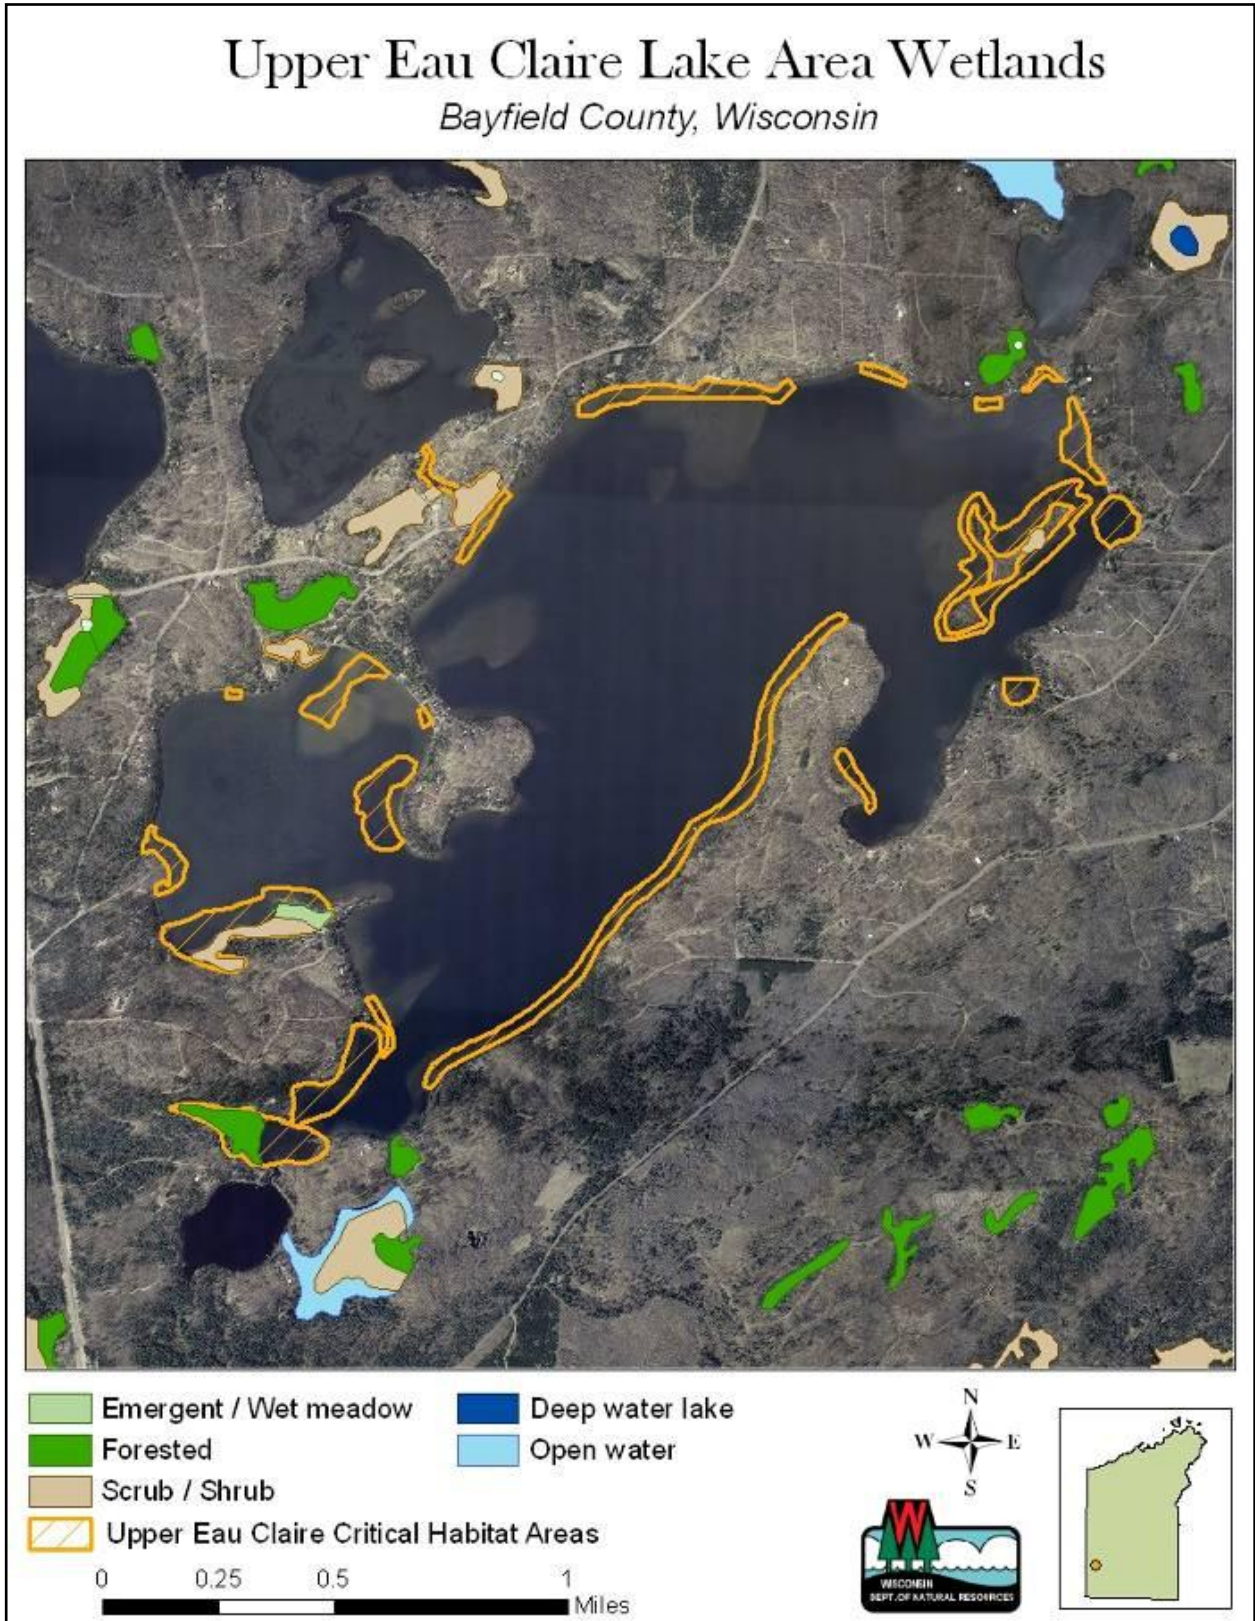 Upper Eau Claire Lake Area Wetlands
Bayfield County, Wisconsin
Emergent / Wet meadow
Forested
Scrub / Shrub
Upper Eau Claire Critical Habitat Areas
Deep water lake
Open water
0 0.25 0.5 1
Miles
N
W E
S
WISCONSIN
DEPT. OF NATURAL RESOURCES